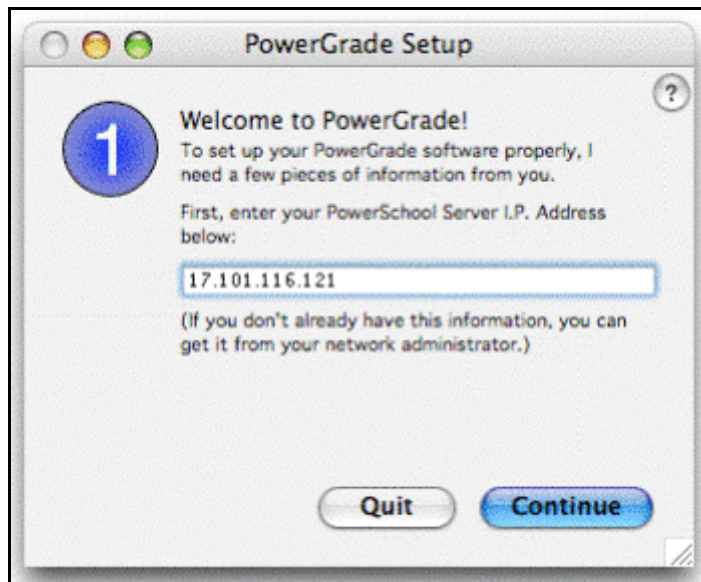 PowerGrade Setup
?
1
Welcome to PowerGrade!
To set up your PowerGrade software properly, I
need a few pieces of information from you.
First, enter your PowerSchool Server I.P. Address
below:
17.101.116.121
(If you don't already have this information, you can
get it from your network administrator.)
Quit
Continue